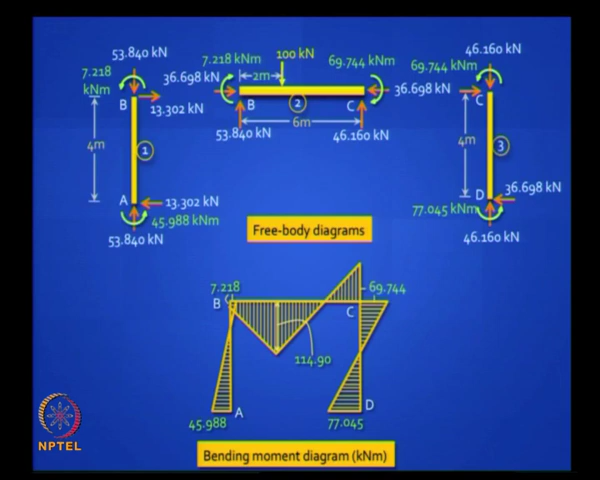 53.840 kN
7.218 kNm
B
13.302 kN
4m
1
A
13.302 kN
45.988 kNm
53.840 kN
7.218 kNm
100 kN
69.744 kNm
36.698 kN
2m
36.698 kN
B
2
C
6m
53.840 kN
46.160 kN
46.160 kN
69.744 kNm
C
4m
3
D
36.698 kN
77.045 kNm
46.160 kN
Free-body diagrams
7.218
69.744
B
C
114.90
45.988
A
77.045
D
NPTEL
Bending moment diagram (kNm)